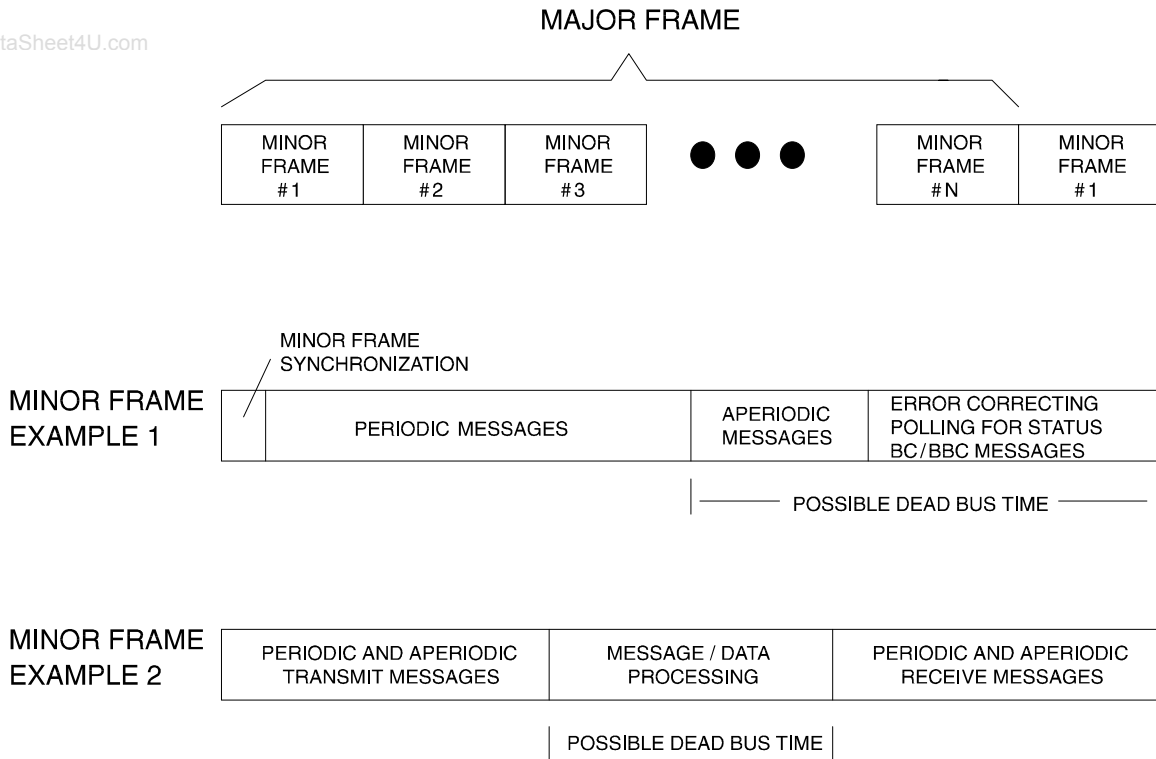 MAJOR FRAME
taSheet4U.com
MINOR
FRAME
#1
MINOR
FRAME
#2
MINOR
FRAME
#3
MINOR
FRAME
#N
MINOR
FRAME
#1
MINOR FRAME
SYNCHRONIZATION
MINOR FRAME
EXAMPLE 1
PERIODIC MESSAGES
APERIODIC
MESSAGES
ERROR CORRECTING
POLLING FOR STATUS
BC/BBC MESSAGES
POSSIBLE DEAD BUS TIME
MINOR FRAME
EXAMPLE 2
PERIODIC AND APERIODIC
TRANSMIT MESSAGES
MESSAGE / DATA
PROCESSING
PERIODIC AND APERIODIC
RECEIVE MESSAGES
POSSIBLE DEAD BUS TIME